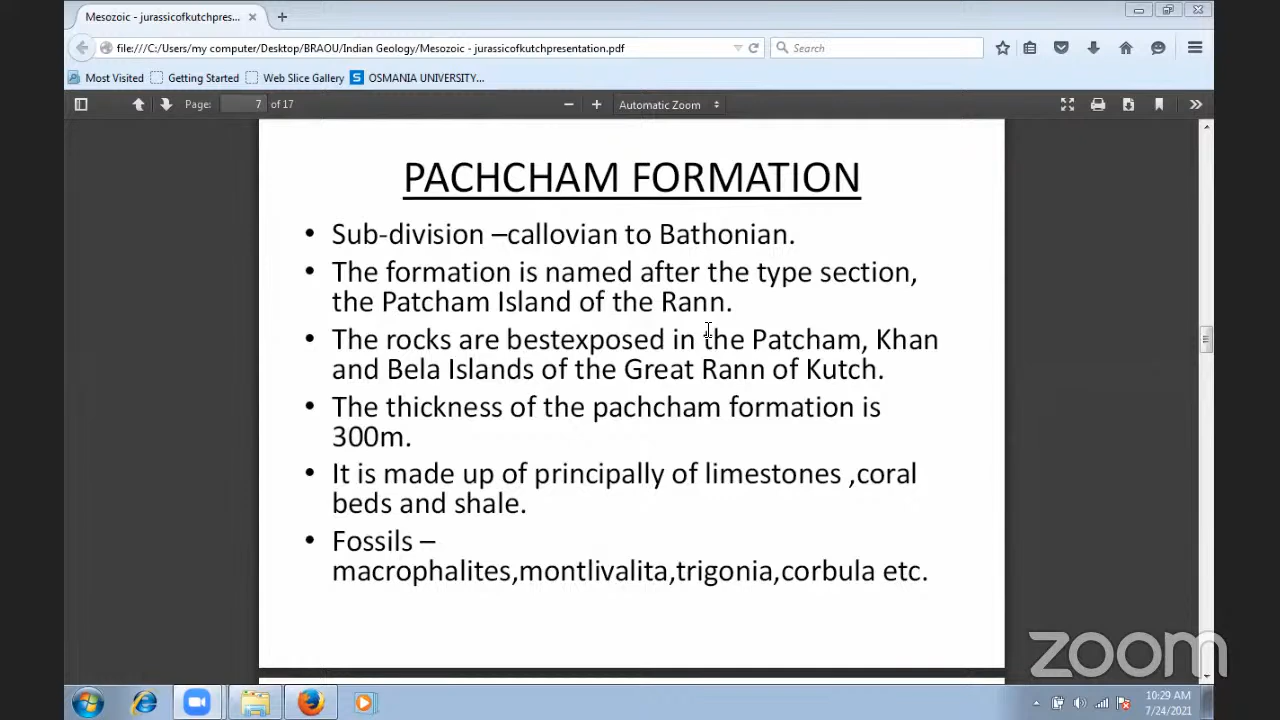 Mesozoic - jurassicofkutchpres...
file:///C:/Users/my computer/Desktop/BRAOU/Indian Geology/Mesozoic - jurassicofkutchpresentation.pdf
Search
Most Visited Getting Started Web Slice Gallery S OSMANIA UNIVERSITY...
Page: 7 of 17 Automatic Zoom
PACHCHAM FORMATION
• Sub-division –callovian to Bathonian.
• The formation is named after the type section,
the Patcham Island of the Rann.
• The rocks are bestexposed in the Patcham, Khan
and Bela Islands of the Great Rann of Kutch.
• The thickness of the pachcham formation is
300m.
• It is made up of principally of limestones ,coral
beds and shale.
• Fossils –
macrophalites,montlivalita,trigonia,corbula etc.
zoom
10:29 AM
7/24/2021